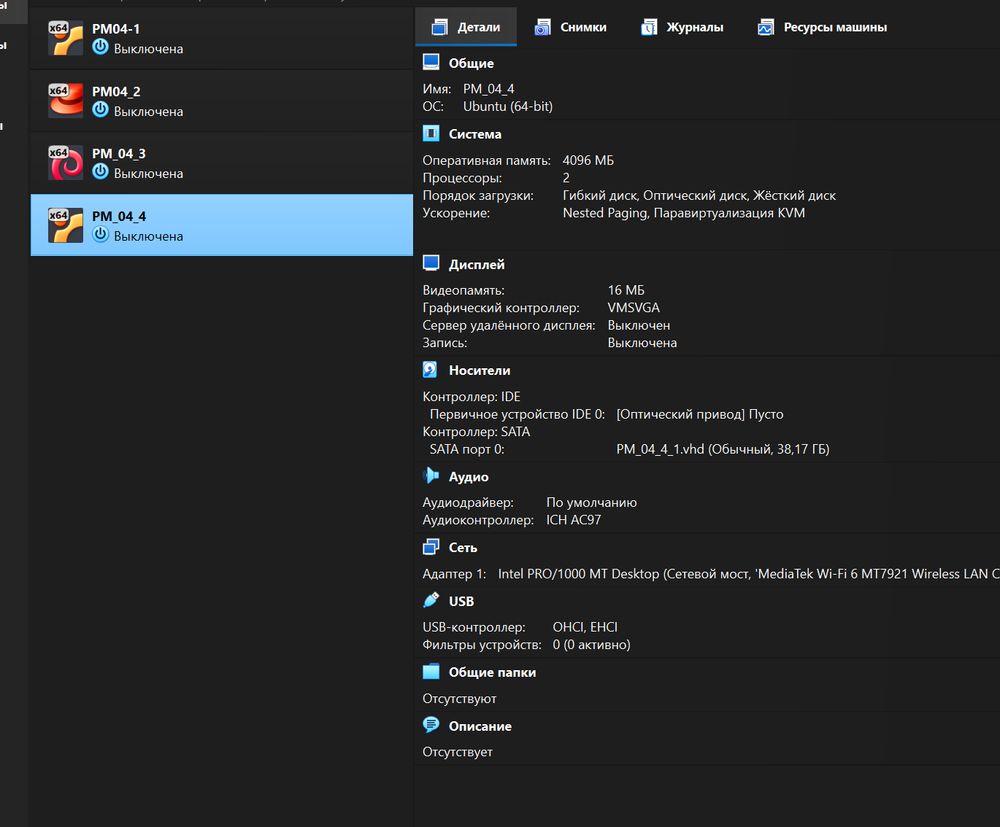 x64
PM04-1
Выключена
x64
PM04_2
Выключена
x64
PM_04_3
Выключена
x64
PM_04_4
Выключена
Детали
Снимки
Журналы
Ресурсы машины
Общие
Имя: PM_04_4
ОС: Ubuntu (64-bit)
Система
Оперативная память: 4096 МБ
Процессоры: 2
Порядок загрузки: Гибкий диск, Оптический диск, Жёсткий диск
Ускорение: Nested Paging, Паравиртуализация KVM
Дисплей
Видеопамять: 16 МБ
Графический контроллер: VMSVGA
Сервер удалённого дисплея: Выключен
Запись: Выключена
Носители
Контроллер: IDE
Первичное устройство IDE 0: [Оптический привод] Пусто
Контроллер: SATA
SATA порт 0: PM_04_4_1.vhd (Обычный, 38,17 ГБ)
Аудио
Аудиодрайвер: По умолчанию
Аудиоконтроллер: ICH AC97
Сеть
Адаптер 1: Intel PRO/1000 MT Desktop (Сетевой мост, 'MediaTek Wi-Fi 6 MT7921 Wireless LAN C
USB
USB-контроллер: OHCI, EHCI
Фильтры устройств: 0 (0 активно)
Общие папки
Отсутствуют
Описание
Отсутствует